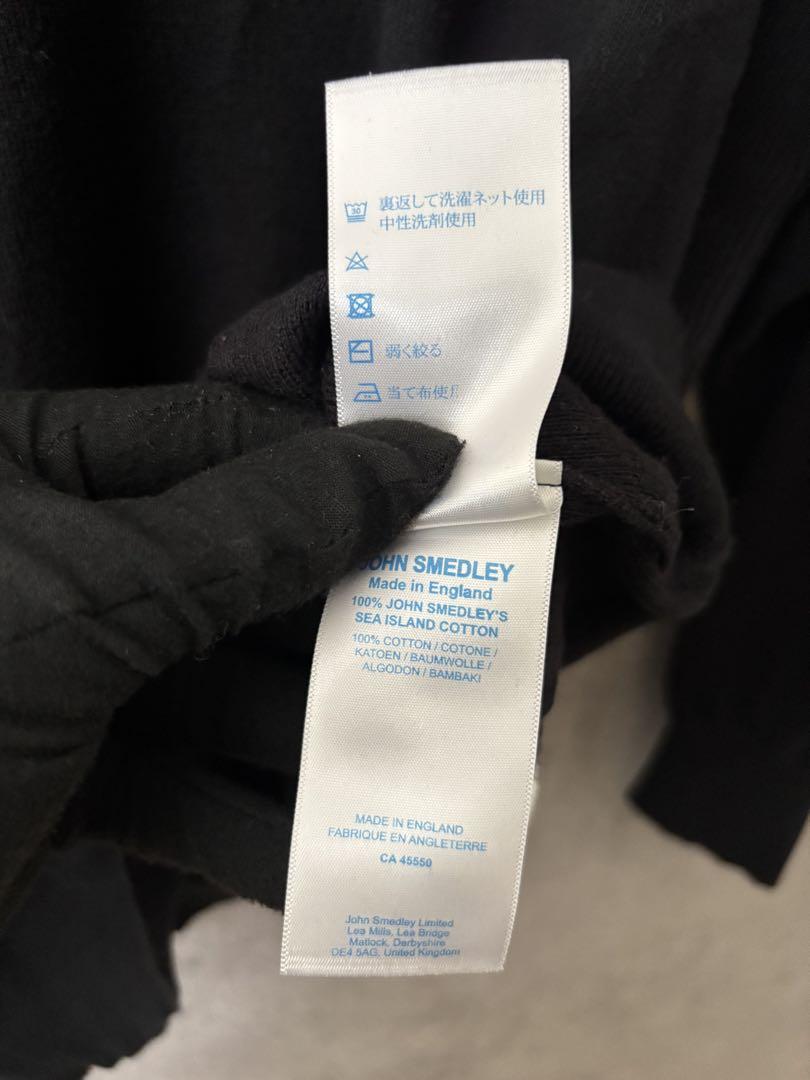 30
裏返して洗濯ネット使用
中性洗剤使用
弱く絞る
当て布使用
JOHN SMEDLEY
Made in England
100% JOHN SMEDLEY'S
SEA ISLAND COTTON
100% COTTON / COTONE /
KATOEN / BAUMWOLLE /
ALGODON / BAMBAKI
MADE IN ENGLAND
FABRIQUE EN ANGLETERRE
CA 45550
John Smedley Limited
Lea Mills, Lea Bridge
Matlock, Derbyshire
DE4 5AG, United Kingdom